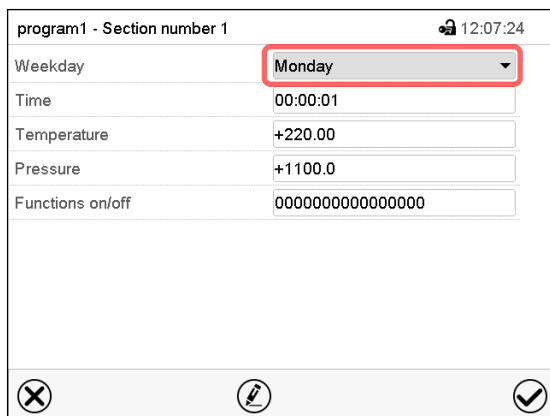 program1 - Section number 1 12:07:24
Weekday Monday
Time 00:00:01
Temperature +220.00
Pressure +1100.0
Functions on/off 0000000000000000